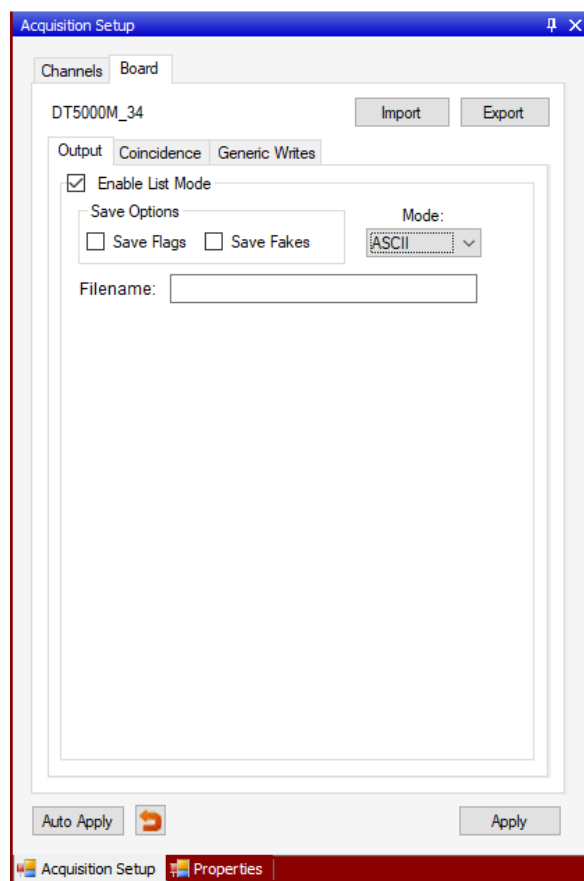 Acquisition Setup
Channels Board
DT5000M_34 Import Export
Output Coincidence Generic Writes
Enable List Mode
Save Options Mode:
Save Flags Save Fakes ASCII
Filename:
Auto Apply Apply
Acquisition Setup Properties